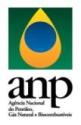 anp
Agência Nacional
do Petróleo,
Gás Natural e Biocombustíveis